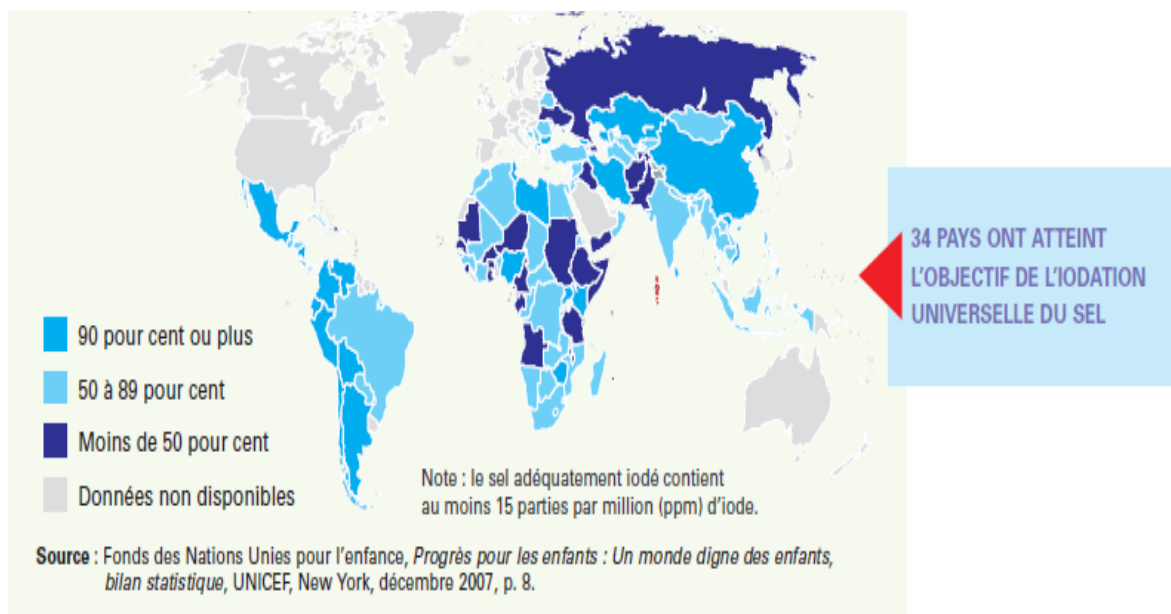 34 PAYS ONT ATTEINT
L'OBJECTIF DE L'IODATION
UNIVERSELLE DU SEL
90 pour cent ou plus
50 à 89 pour cent
Moins de 50 pour cent
Données non disponibles
Note : le sel adéquatement iodé contient
au moins 15 parties par million (ppm) d'iode.
Source : Fonds des Nations Unies pour l'enfance, Progrès pour les enfants : Un monde digne des enfants,
bilan statistique, UNICEF, New York, décembre 2007, p. 8.